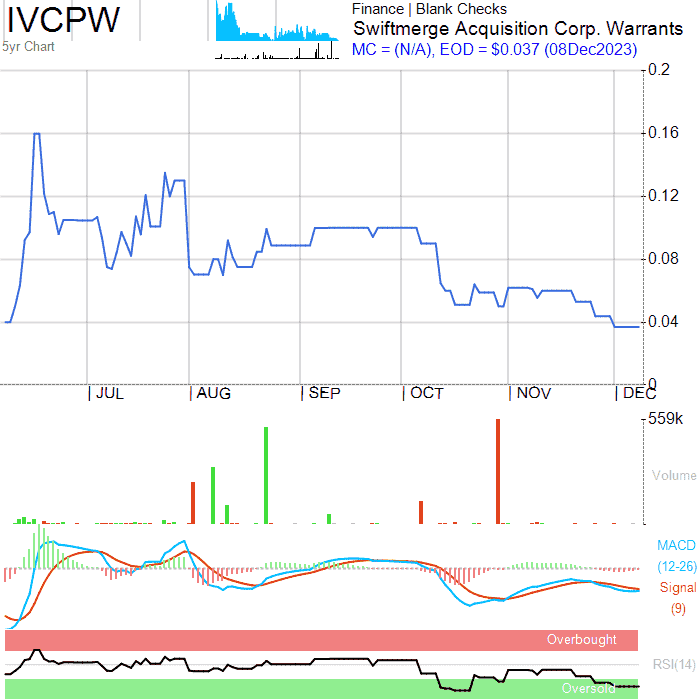 IVCPW
5yr Chart
Finance | Blank Checks
Swiftmerge Acquisition Corp. Warrants
MC = (N/A), EOD = $0.037 (08Dec2023)
0.2
0.16
0.12
0.08
0.04
0
JUL AUG SEP OCT NOV DEC
559k
Volume
MACD
(12-26)
Signal
(9)
Overbought
RSI(14)
Oversold